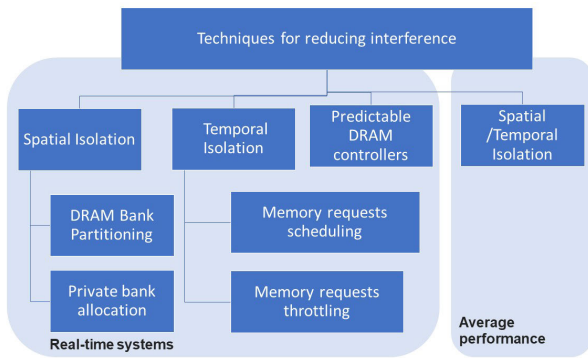 Techniques for reducing interference
Spatial Isolation
Temporal
Isolation
Predictable
DRAM
controllers
Spatial
/Temporal
Isolation
DRAM Bank
Partitioning
Memory requests
scheduling
Private bank
allocation
Memory requests
throttling
Real-time systems
Average
performance